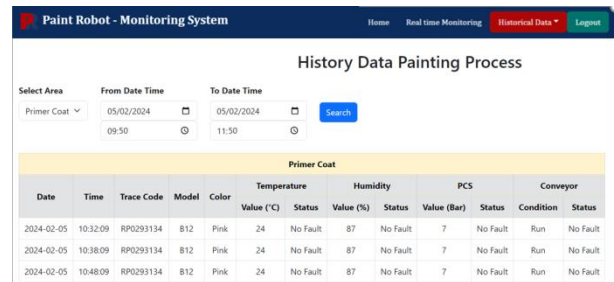 Paint Robot - Monitoring System Home Real time Monitoring Historical Data Logout
History Data Painting Process
Select Area From Date Time To Date Time
Primer Coat 05/02/2024 05/02/2024 Search
09:50 11:50
Primer Coat
Date Time Trace Code Model Color Temperature Humidity PCS Conveyor
Value (°C) Status Value (%) Status Value (Bar) Status Condition Status
2024-02-05 10:32:09 RP0293134 B12 Pink 24 No Fault 87 No Fault 7 No Fault Run No Fault
2024-02-05 10:38:09 RP0293134 B12 Pink 24 No Fault 87 No Fault 7 No Fault Run No Fault
2024-02-05 10:48:09 RP0293134 B12 Pink 24 No Fault 87 No Fault 7 No Fault Run No Fault